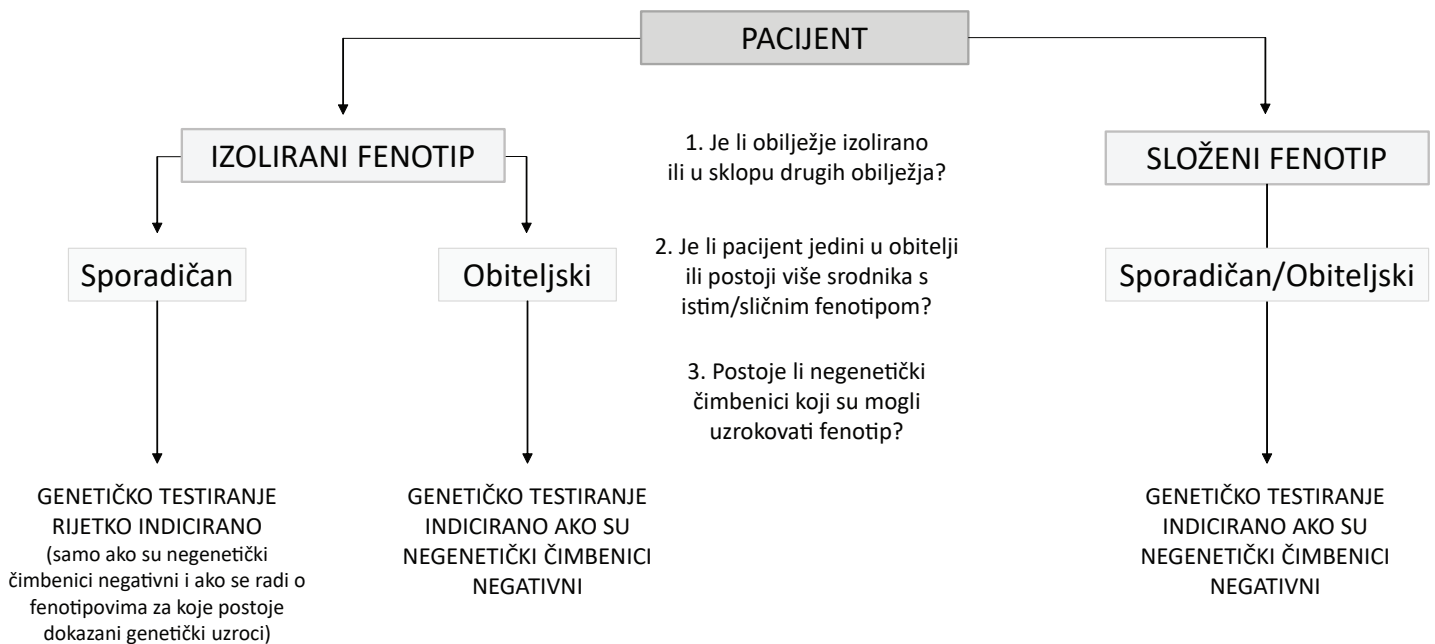 PACIJENT
IZOLIRANI FENOTIP
1. Je li obilježje izolirano
ili u sklopu drugih obilježja?
SLOŽENI FENOTIP
Sporadičan
Obiteljski
2. Je li pacijent jedini u obitelji
ili postoji više srodnika s
istim/sličnim fenotipom?
Sporadičan/Obiteljski
3. Postoje li negenetički
čimbenici koji su mogli
uzrokovati fenotip?
GENETIČKO TESTIRANJE
RIJETKO INDICIRANO
(samo ako su negenetički
čimbenici negativni i ako se radi o
fenotipovima za koje postoje
dokazani genetički uzroci)
GENETIČKO TESTIRANJE
INDICIRANO AKO SU
NEGENETIČKI ČIMBENICI
NEGATIVNI
GENETIČKO TESTIRANJE
INDICIRANO AKO SU
NEGENETIČKI ČIMBENICI
NEGATIVNI